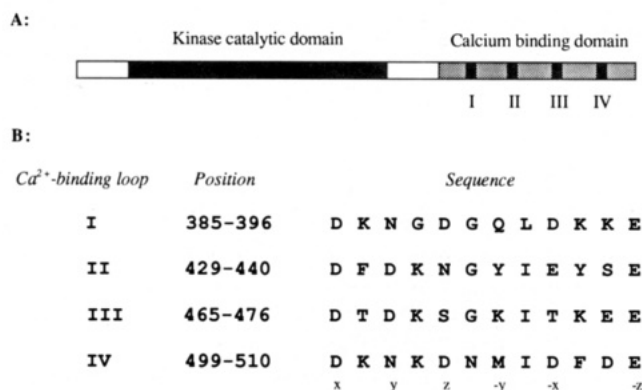 A:
Kinase catalytic domain Calcium binding domain
I II III IV
B:
Ca2+-binding loop Position Sequence
I 385-396 D K N G D G Q L D K K E
II 429-440 D F D K N G Y I E Y S E
III 465-476 D T D K S G K I T K E E
IV 499-510 D K N K D N M I D F D E
x y z -y -x -z